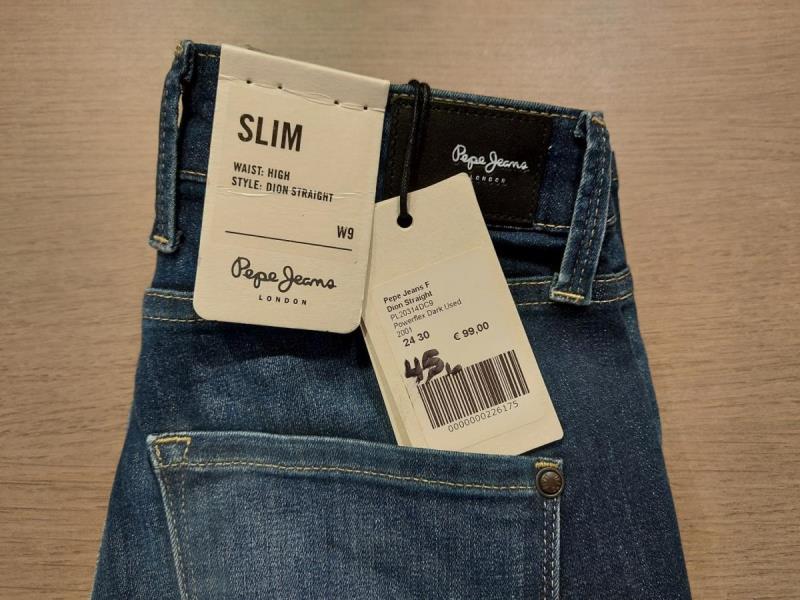 SLIM
WAIST: HIGH
STYLE: DION STRAIGHT
W9
Pepe Jeans
LONDON
Pepe Jeans
LONDON
Pepe Jeans F
Dion Straight
PL20314DC9
Powerflex Dark Used
2001
24 30 € 99,00
45,
0000000226175